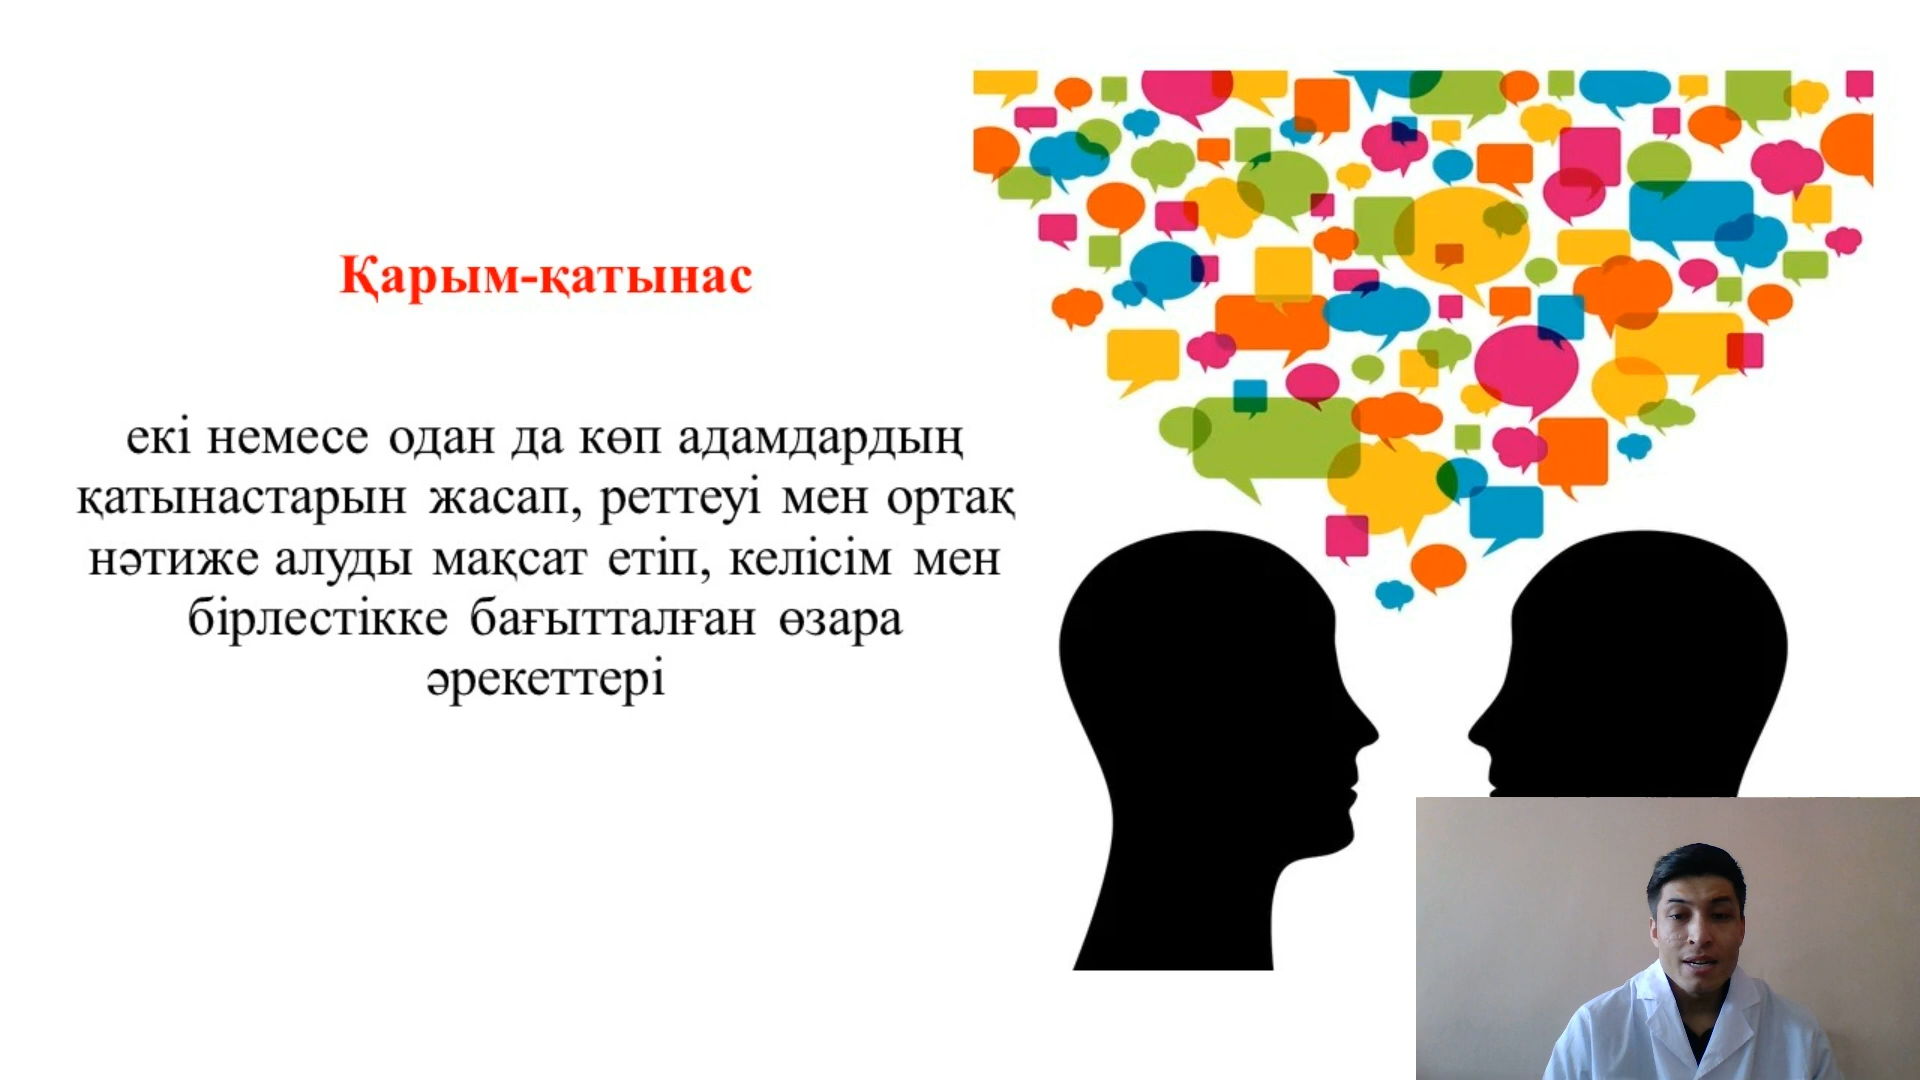 Қарым-қатынас
екі немесе одан да көп адамдардың
қатынастарын жасап, реттеуі мен ортақ
нәтиже алуды мақсат етіп, келісім мен
бірлестікке бағытталған өзара
әрекеттері